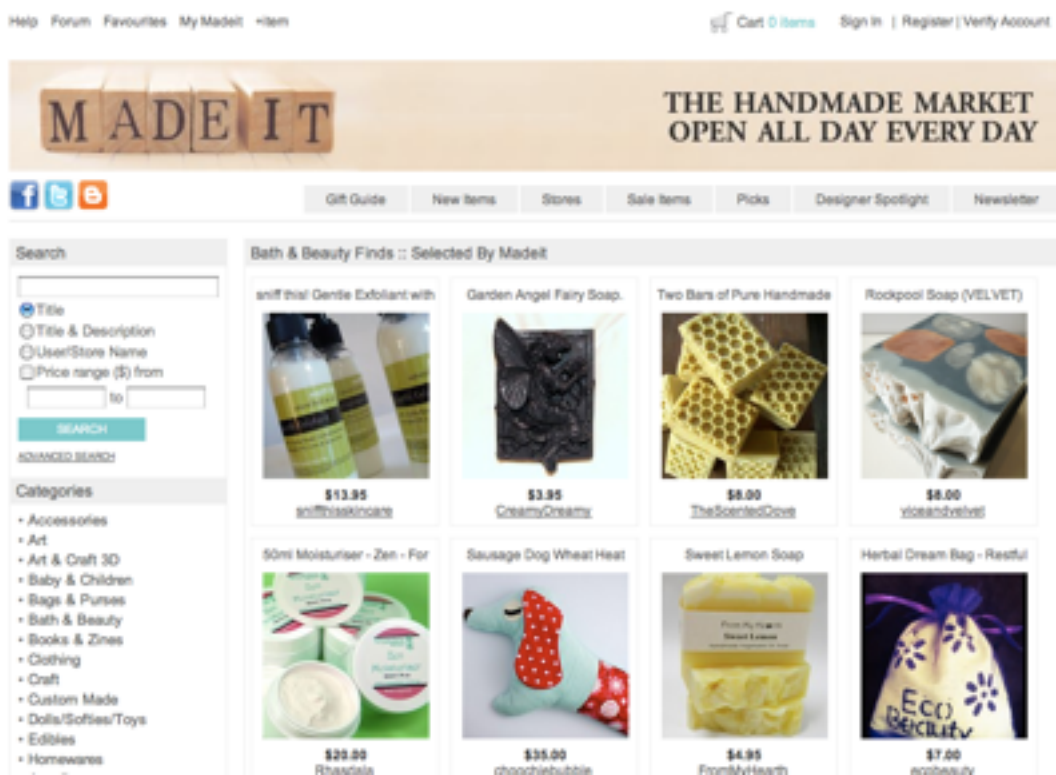 Help Forum Favourites My Madeit +item
Cart 0 items Sign In | Register | Verify Account
MADE IT
THE HANDMADE MARKET
OPEN ALL DAY EVERY DAY
Gift Guide New Items Stores Sale Items Picks Designer Spotlight Newsletter
Search
Title
Title & Description
User/Store Name
Price range ($) from
to
SEARCH
ADVANCED SEARCH
Categories
• Accessories
• Art
• Art & Craft 3D
• Baby & Children
• Bags & Purses
• Bath & Beauty
• Books & Zines
• Clothing
• Craft
• Custom Made
• Dolls/Softies/Toys
• Edibles
• Homewares
Bath & Beauty Finds :: Selected By Madeit
sniff this! Gentle Exfoliant with
$13.95
sniffthisskincare
Garden Angel Fairy Soap.
$3.95
CreamyDreamy
Two Bars of Pure Handmade
$8.00
TheScentedCove
Rockpool Soap (VELVET)
$8.00
viceandvelvet
50ml Moisturiser - Zen - For
$20.00
Rhasdala
Sausage Dog Wheat Heat
$35.00
choochiebubble
Sweet Lemon Soap
Sweet Lemon
$4.95
FromMyHearth
Herbal Dream Bag - Restful
Eco
Beauty
$7.00
ecobeauty